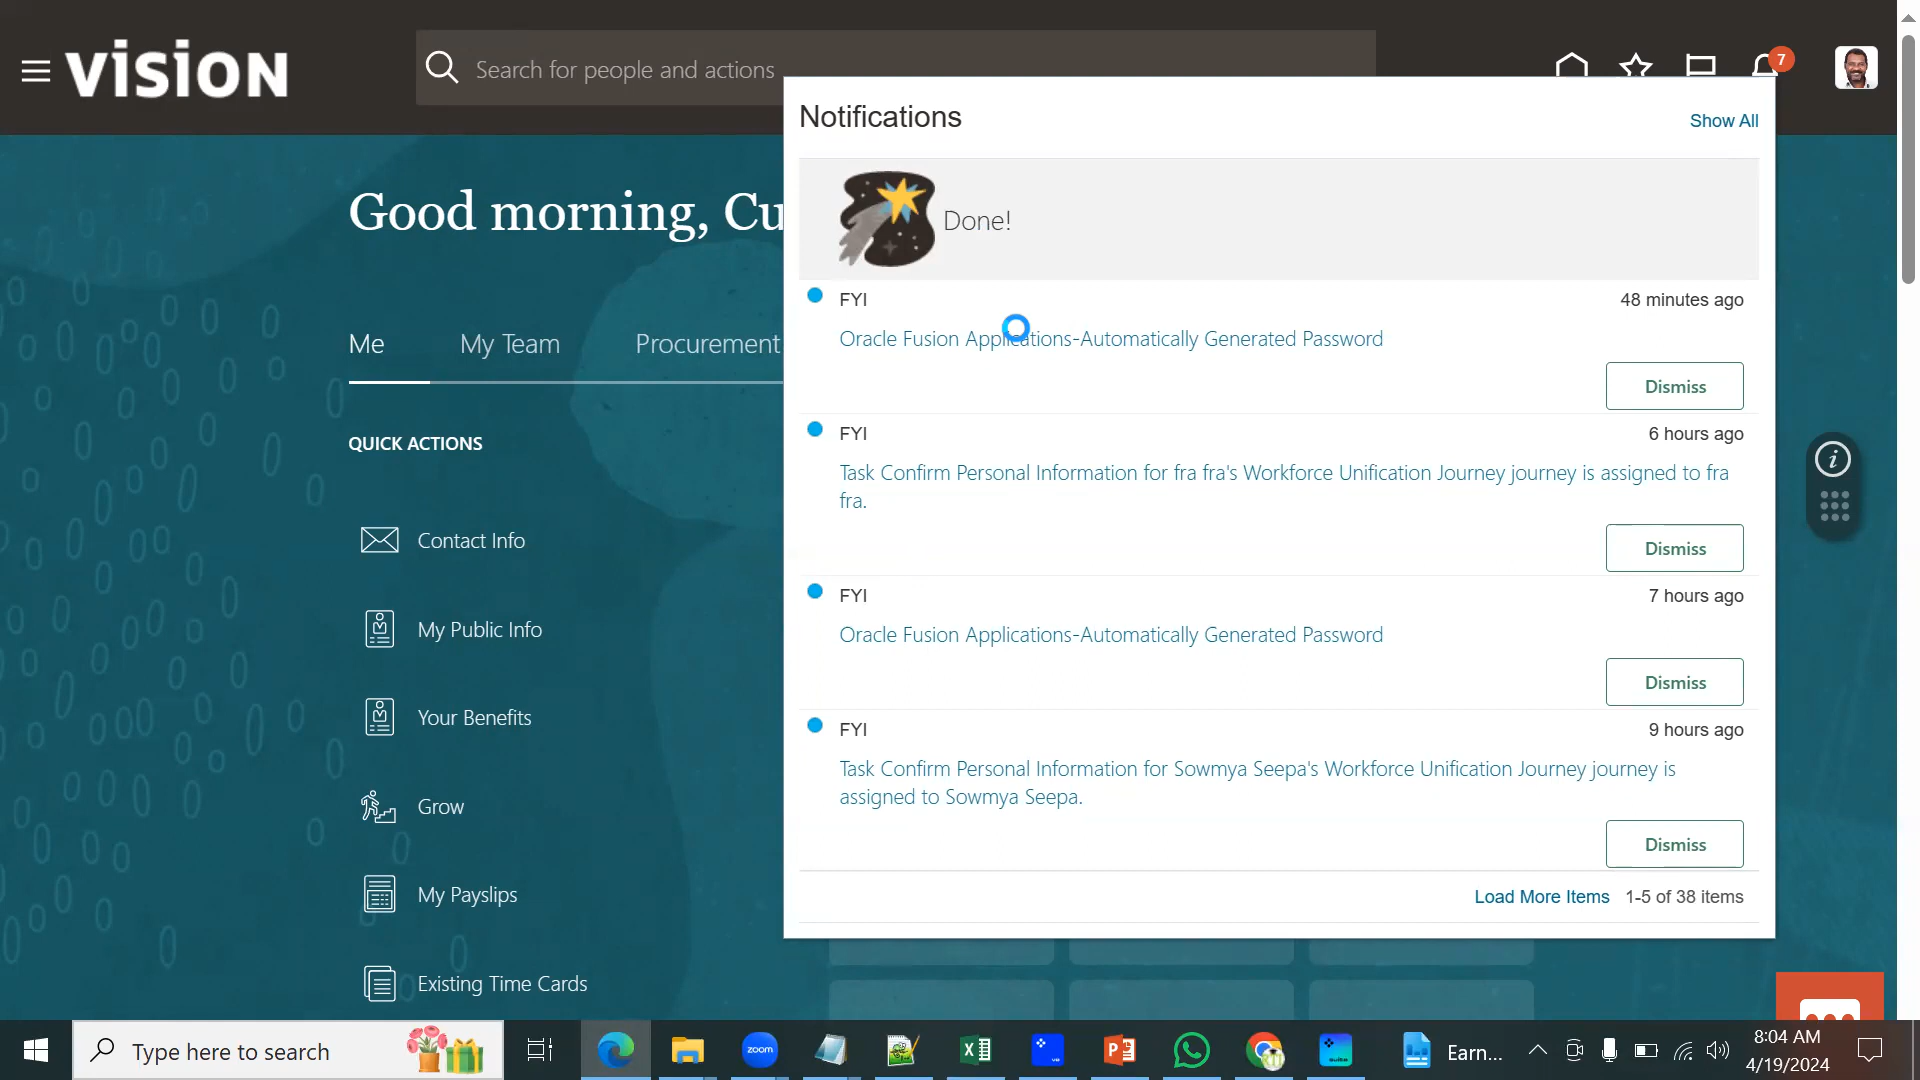 vision
Search for people and actions
7
Notifications
Show All
Good morning, Cu
Done!
FYI
48 minutes ago
Oracle Fusion Applications-Automatically Generated Password
Dismiss
Me
My Team
Procurement
QUICK ACTIONS
FYI
6 hours ago
Task Confirm Personal Information for fra fra's Workforce Unification Journey journey is assigned to fra
fra.
Dismiss
Contact Info
FYI
7 hours ago
Oracle Fusion Applications-Automatically Generated Password
Dismiss
My Public Info
Your Benefits
FYI
9 hours ago
Task Confirm Personal Information for Sowmya Seepa's Workforce Unification Journey journey is
assigned to Sowmya Seepa.
Dismiss
Grow
My Payslips
Load More Items
1-5 of 38 items
Existing Time Cards
Type here to search
zoom
Earn...
8:04 AM
4/19/2024